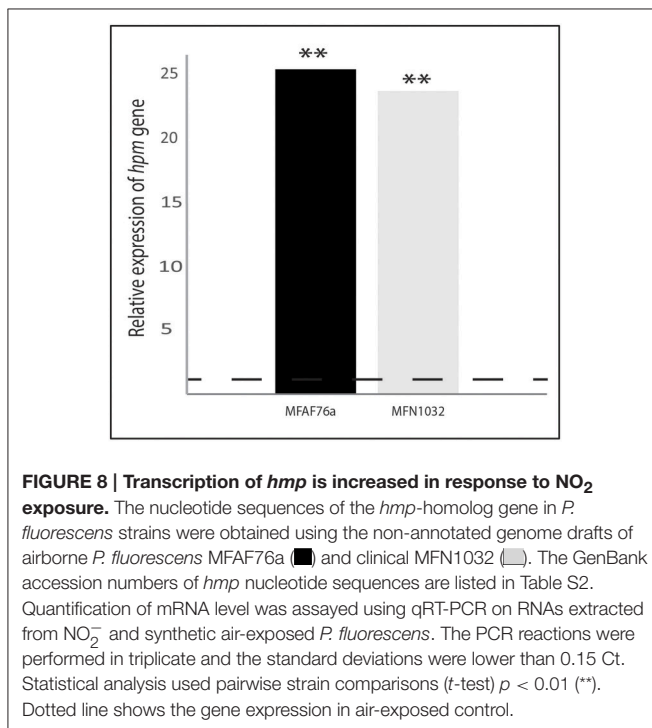 25
20
15
10
5
Relative expression of hpm gene
**
**
MFAF76a
MFN1032
FIGURE 8 | Transcription of hmp is increased in response to NO₂
exposure. The nucleotide sequences of the hmp-homolog gene in P.
fluorescens strains were obtained using the non-annotated genome drafts of
airborne P. fluorescens MFAF76a (■) and clinical MFN1032 ( ). The GenBank
accession numbers of hmp nucleotide sequences are listed in Table S2.
Quantification of mRNA level was assayed using qRT-PCR on RNAs extracted
from NO₂⁻ and synthetic air-exposed P. fluorescens. The PCR reactions were
performed in triplicate and the standard deviations were lower than 0.15 Ct.
Statistical analysis used pairwise strain comparisons (t-test) p < 0.01 (**).
Dotted line shows the gene expression in air-exposed control.